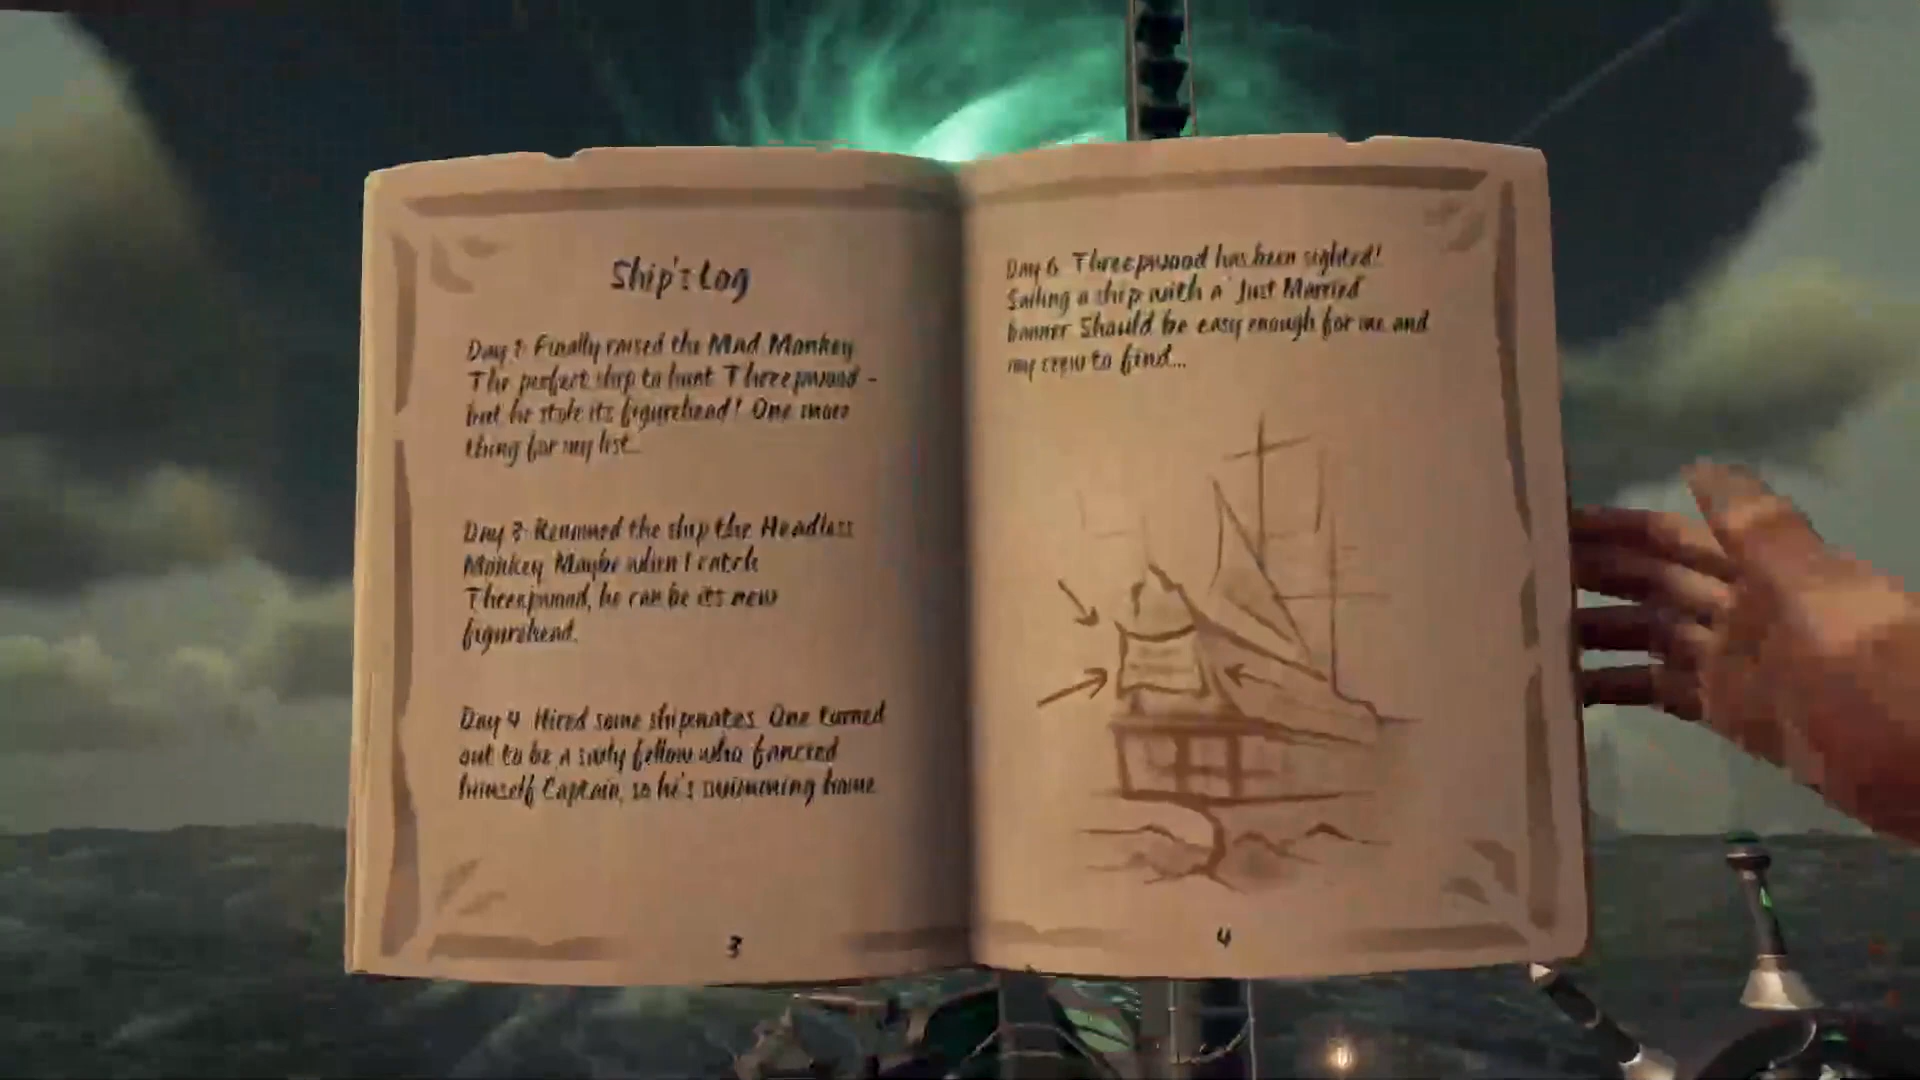 Ship's Log
Day 1: Finally raised the Mad Monkey.
The perfect ship to hunt Threepwood -
but he stole its figurehead! One more
thing for my list...
Day 3: Renamed the ship the Headless
Monkey. Maybe when I catch
Threepwood, he can be its new
figurehead.
Day 4: Hired some shipmates. One turned
out to be a surly fellow who fancied
himself Captain, so he's swimming home.
3
Day 6: Threepwood has been sighted!
Sailing a ship with a 'Just Married'
banner. Should be easy enough for me and
my crew to find...
4